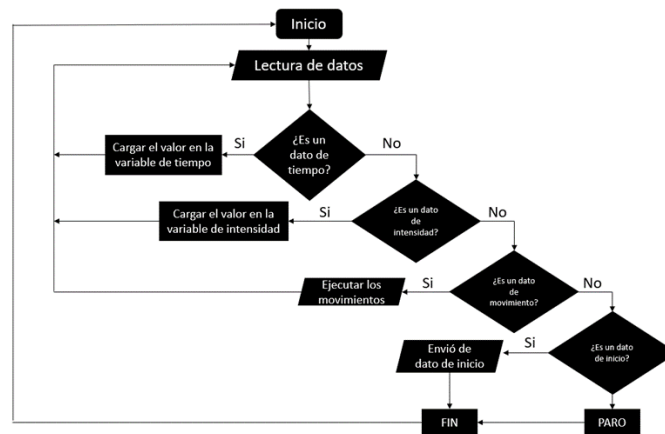 Inicio
Lectura de datos
Cargar el valor en la
variable de tiempo
Si
¿Es un
dato de
tiempo?
No
Cargar el valor en la
variable de intensidad
Si
¿Es un dato
de
intensidad?
No
Ejecutar los
movimientos
Si
¿Es un dato
de
movimiento?
No
Envió de
dato de inicio
Si
¿Es un dato
de inicio?
FIN
PARO